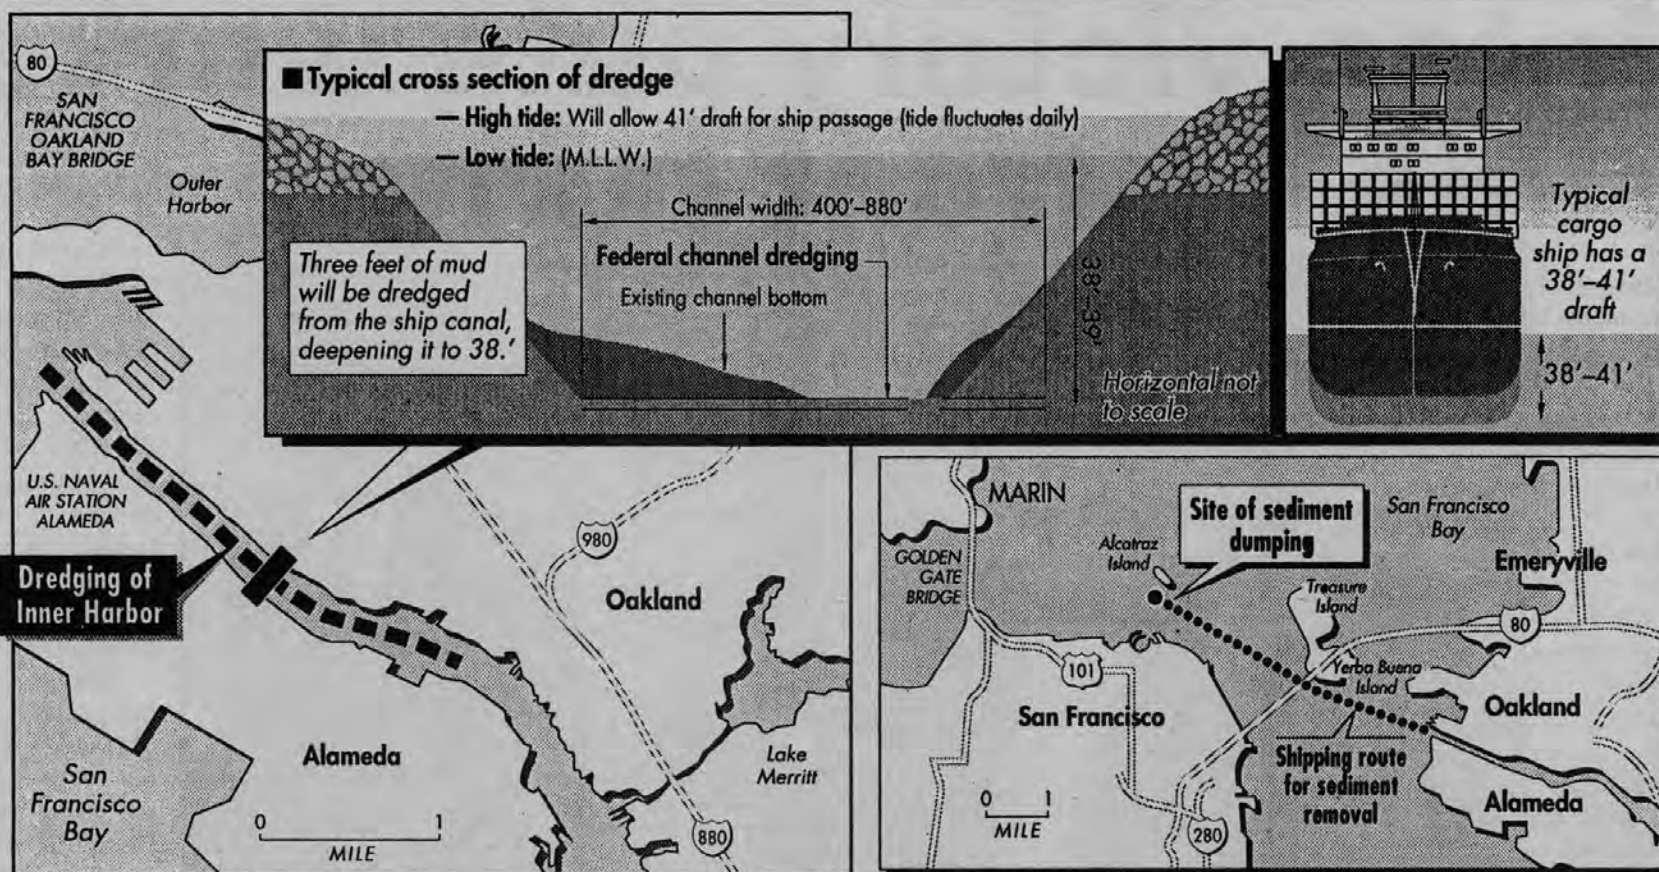 80
SAN
FRANCISCO
OAKLAND
BAY BRIDGE
Outer
Harbor
■ Typical cross section of dredge
— High tide: Will allow 41' draft for ship passage (tide fluctuates daily)
— Low tide: (M.L.L.W.)
Channel width: 400'–880'
Three feet of mud
will be dredged
from the ship canal,
deepening it to 38.'
Federal channel dredging
Existing channel bottom
38'–39'
Horizontal not
to scale
Typical
cargo
ship has a
38'–41'
draft
38'–41'
U.S. NAVAL
AIR STATION
ALAMEDA
Dredging of
Inner Harbor
980
Oakland
Alameda
Lake
Merritt
San
Francisco
Bay
0 1
MILE
880
MARIN
GOLDEN
GATE
BRIDGE
Alcatraz
Island
Site of sediment
dumping
San Francisco
Bay
Emeryville
Treasure
Island
80
101
Yerba Buena
Island
San Francisco
Oakland
Shipping route
for sediment
removal
Alameda
0 1
MILE
280